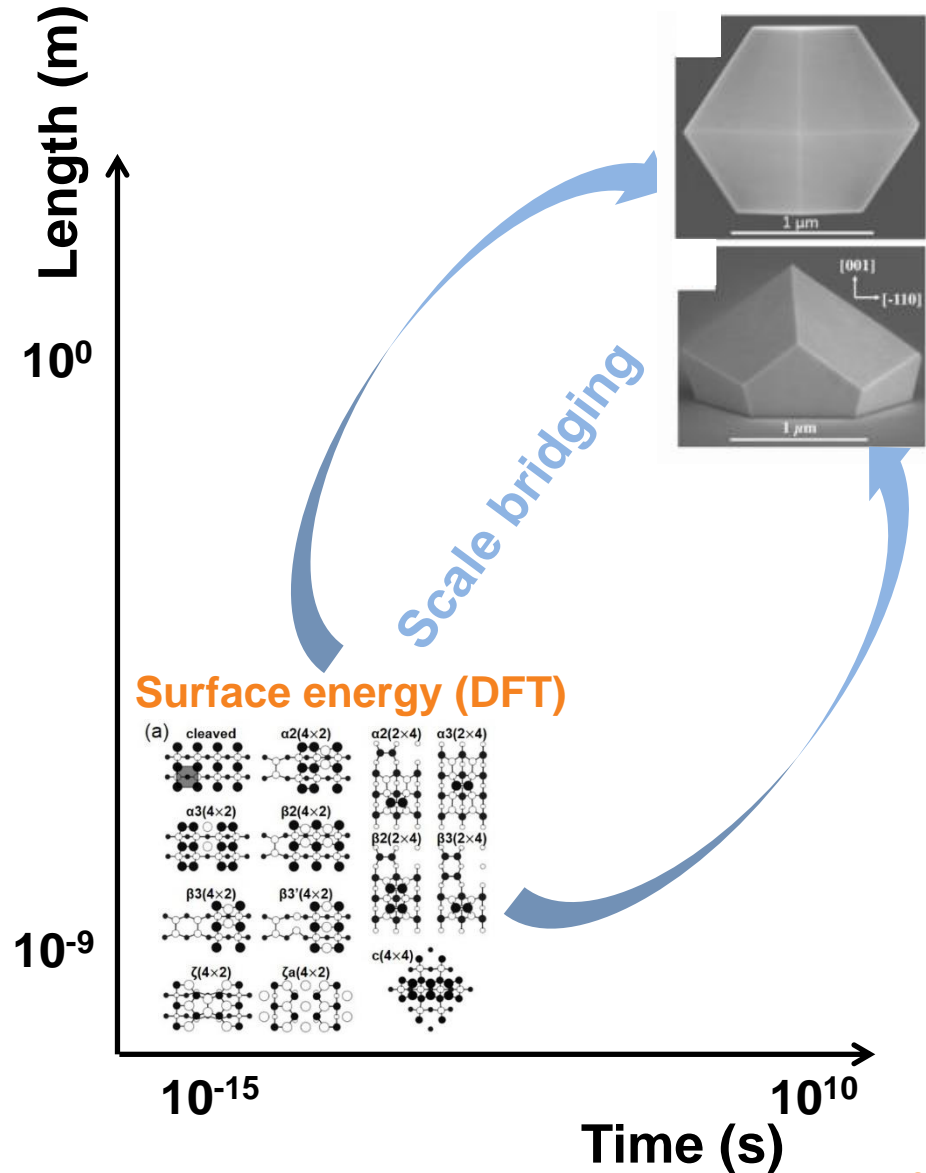 Length (m)
1 μm
[001]
[-110]
1 μm
10⁰
Scale bridging
Surface energy (DFT)
(a)
cleaved
α2(4×2)
α2(2×4)
α3(2×4)
α3(4×2)
β2(4×2)
β2(2×4)
β3(2×4)
β3(4×2)
β3'(4×2)
c(4×4)
ζ(4×2)
ζa(4×2)
10⁻⁹
10⁻¹⁵
10¹⁰
Time (s)